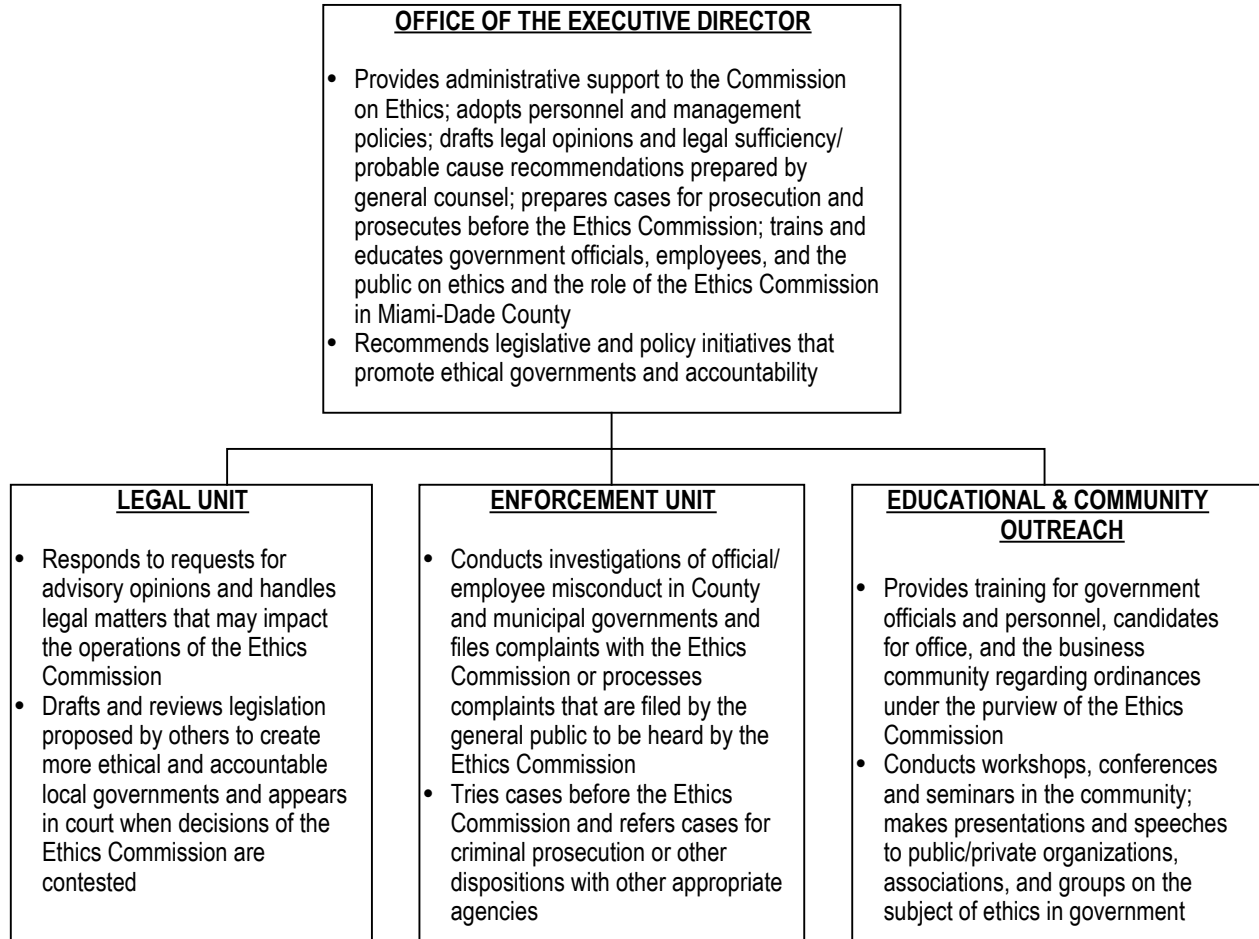 OFFICE OF THE EXECUTIVE DIRECTOR
• Provides administrative support to the Commission
on Ethics; adopts personnel and management
policies; drafts legal opinions and legal sufficiency/
probable cause recommendations prepared by
general counsel; prepares cases for prosecution and
prosecutes before the Ethics Commission; trains and
educates government officials, employees, and the
public on ethics and the role of the Ethics Commission
in Miami-Dade County
• Recommends legislative and policy initiatives that
promote ethical governments and accountability
LEGAL UNIT
• Responds to requests for
advisory opinions and handles
legal matters that may impact
the operations of the Ethics
Commission
• Drafts and reviews legislation
proposed by others to create
more ethical and accountable
local governments and appears
in court when decisions of the
Ethics Commission are
contested
ENFORCEMENT UNIT
• Conducts investigations of official/
employee misconduct in County
and municipal governments and
files complaints with the Ethics
Commission or processes
complaints that are filed by the
general public to be heard by the
Ethics Commission
• Tries cases before the Ethics
Commission and refers cases for
criminal prosecution or other
dispositions with other appropriate
agencies
EDUCATIONAL & COMMUNITY
OUTREACH
• Provides training for government
officials and personnel, candidates
for office, and the business
community regarding ordinances
under the purview of the Ethics
Commission
• Conducts workshops, conferences
and seminars in the community;
makes presentations and speeches
to public/private organizations,
associations, and groups on the
subject of ethics in government